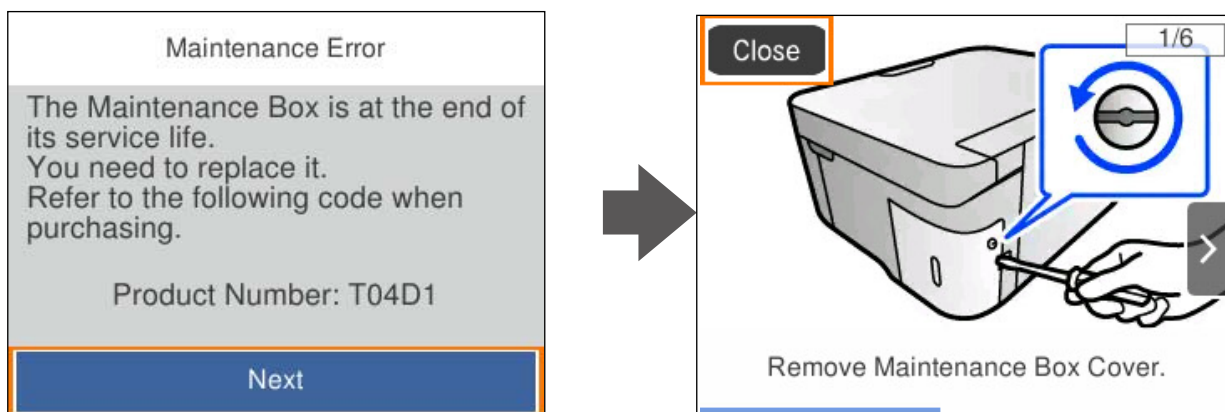 Maintenance Error
The Maintenance Box is at the end of
its service life.
You need to replace it.
Refer to the following code when
purchasing.
Product Number: T04D1
Next
Close
1/6
Remove Maintenance Box Cover.